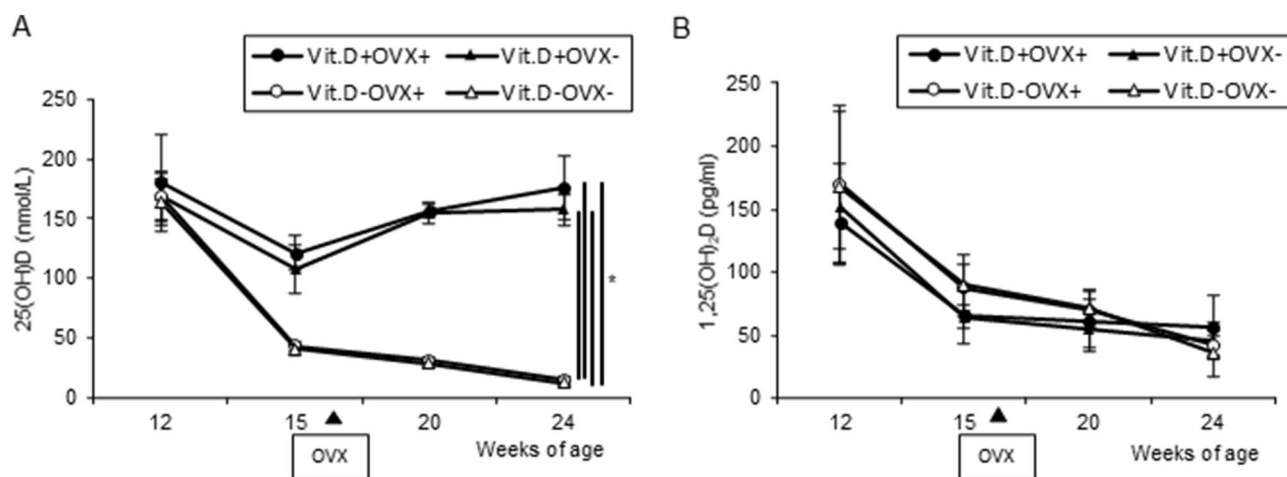 A
Vit.D+OVX+ Vit.D+OVX-
Vit.D-OVX+ Vit.D-OVX-
25(OH)D (nmol/L)
250
200
150
100
50
0
*
12 15 20 24
OVX
Weeks of age
B
Vit.D+OVX+ Vit.D+OVX-
Vit.D-OVX+ Vit.D-OVX-
1,25(OH)₂D (pg/ml)
250
200
150
100
50
0
12 15 20 24
OVX
Weeks of age